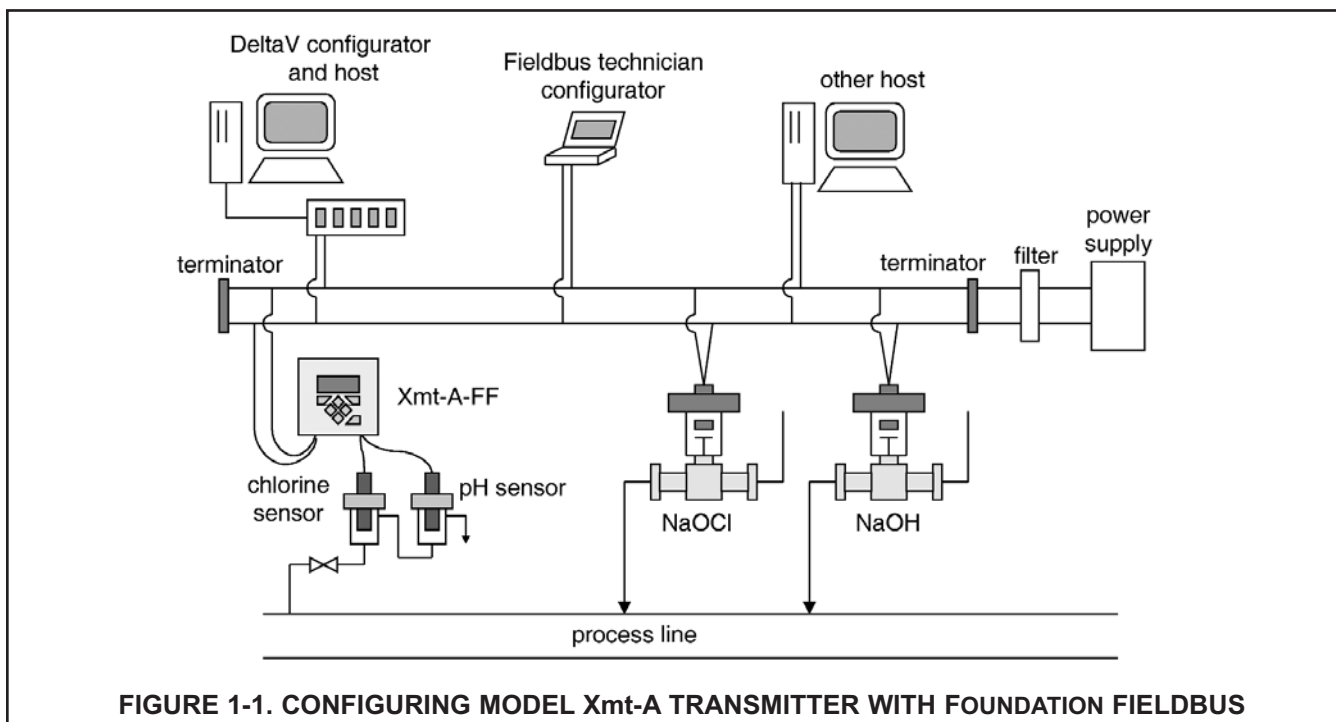 DeltaV configurator
and host
Fieldbus technician
configurator
other host
power
supply
terminator
terminator
filter
Xmt-A-FF
chlorine
sensor
pH sensor
NaOCl
NaOH
process line
FIGURE 1-1. CONFIGURING MODEL Xmt-A TRANSMITTER WITH FOUNDATION FIELDBUS